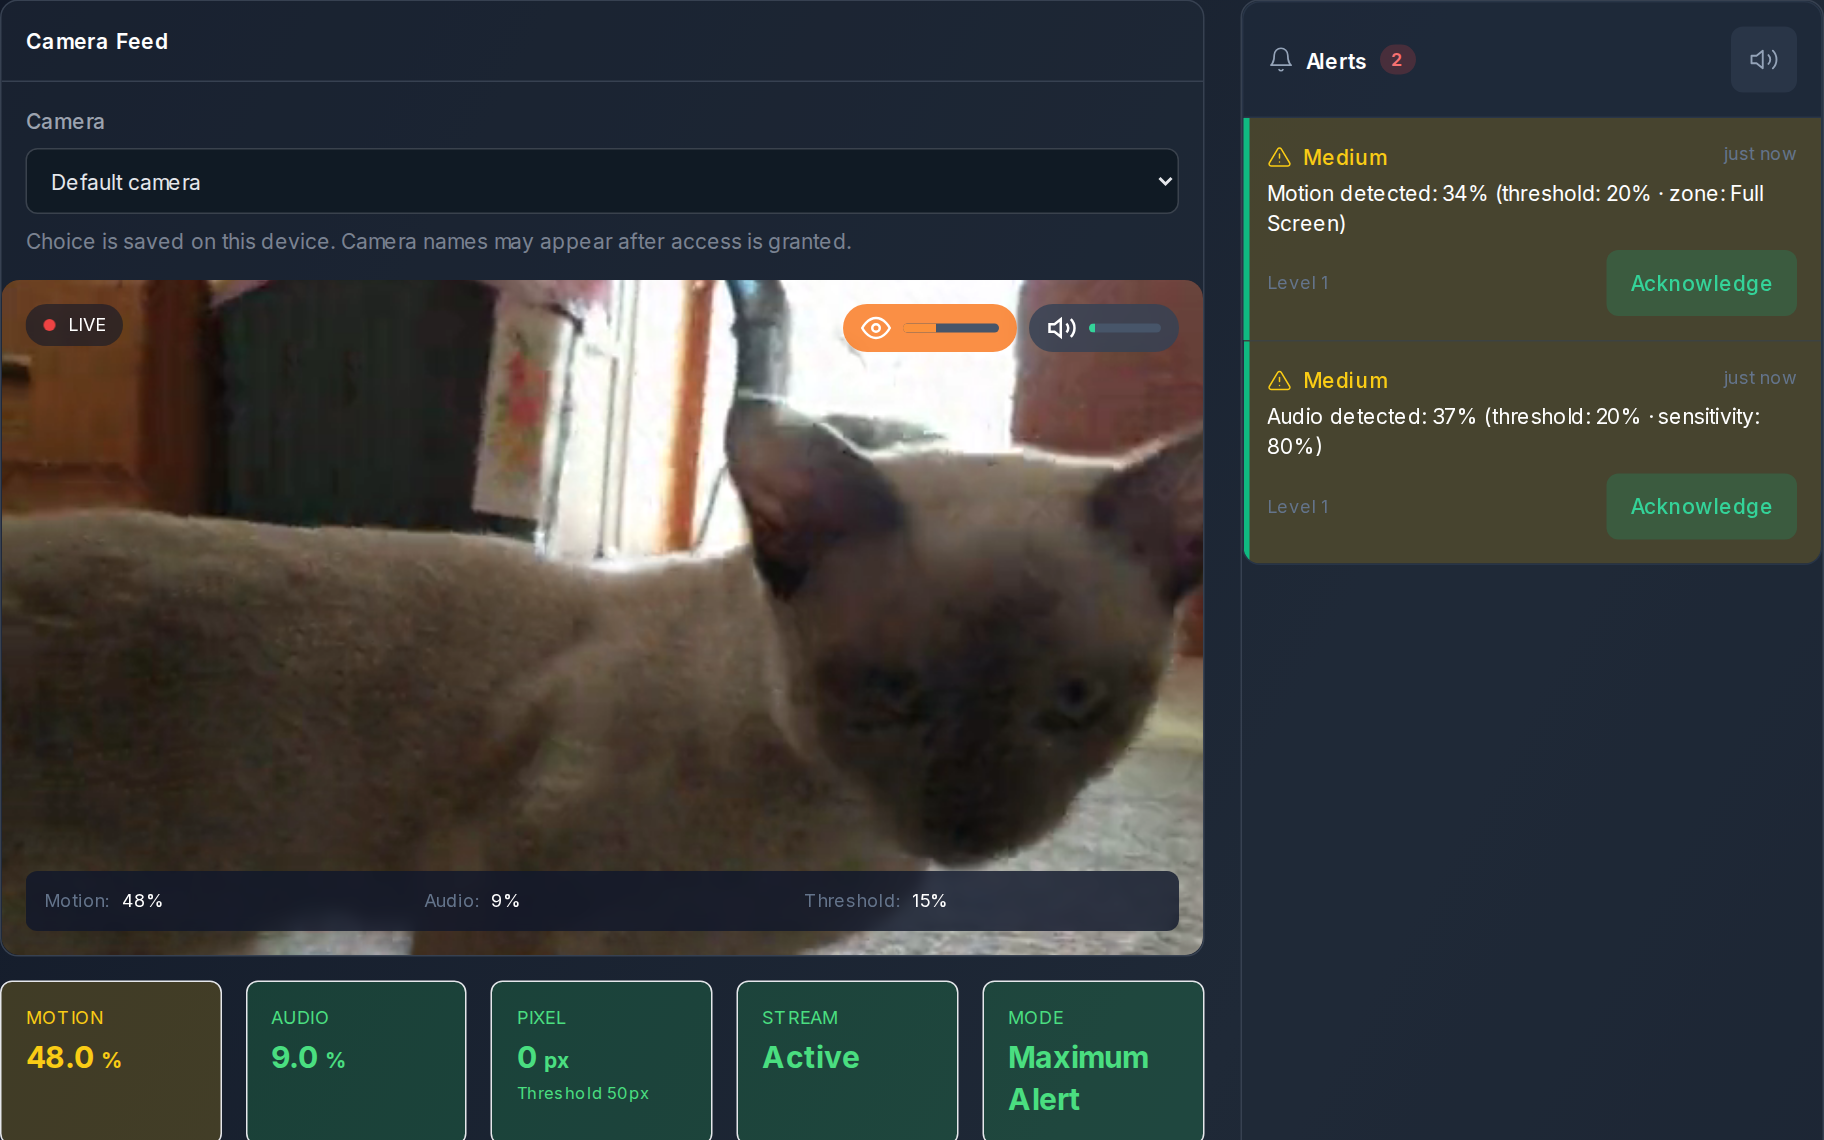 Camera Feed
Camera
Default camera
Choice is saved on this device. Camera names may appear after access is granted.
LIVE
Motion: 48% Audio: 9% Threshold: 15%
MOTION
48.0 %
AUDIO
9.0 %
PIXEL
0 px
Threshold 50px
STREAM
Active
MODE
Maximum
Alert
Alerts 2
Medium just now
Motion detected: 34% (threshold: 20% · zone: Full
Screen)
Level 1 Acknowledge
Medium just now
Audio detected: 37% (threshold: 20% · sensitivity:
80%)
Level 1 Acknowledge